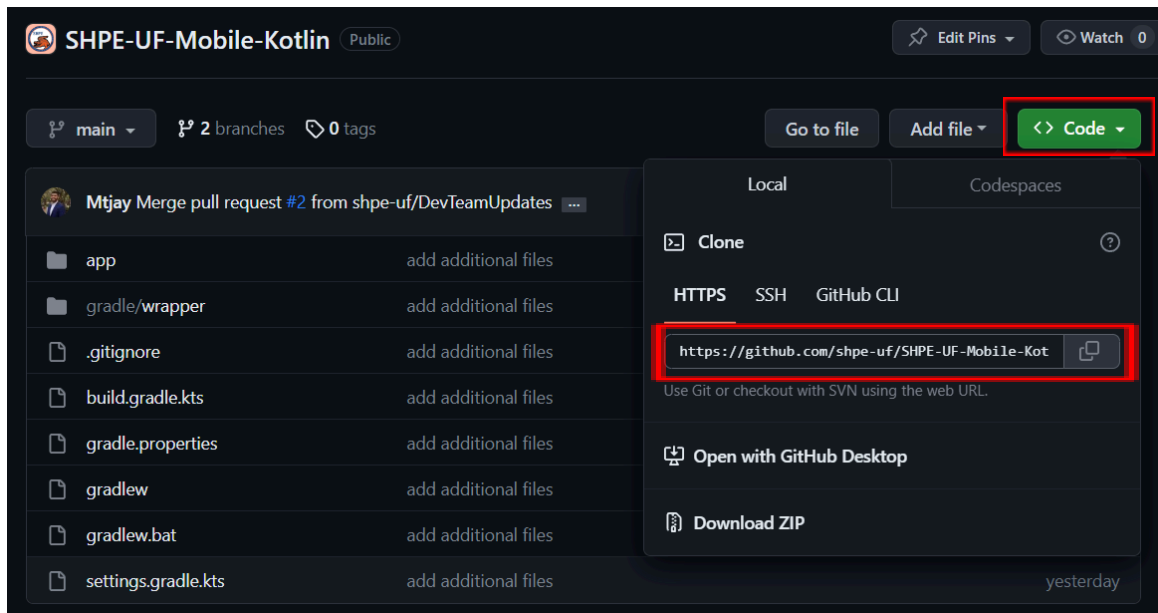 SHPE-UF-Mobile-Kotlin Public
Edit Pins
Watch 0
main
2 branches
0 tags
Go to file
Add file
<> Code
Mtjay Merge pull request #2 from shpe-uf/DevTeamUpdates ...
app add additional files
gradle/wrapper add additional files
.gitignore add additional files
build.gradle.kts add additional files
gradle.properties add additional files
gradlew add additional files
gradlew.bat add additional files
settings.gradle.kts add additional files yesterday
Local
Codespaces
Clone
HTTPS
SSH
GitHub CLI
https://github.com/shpe-uf/SHPE-UF-Mobile-Kot
Use Git or checkout with SVN using the web URL.
Open with GitHub Desktop
Download ZIP